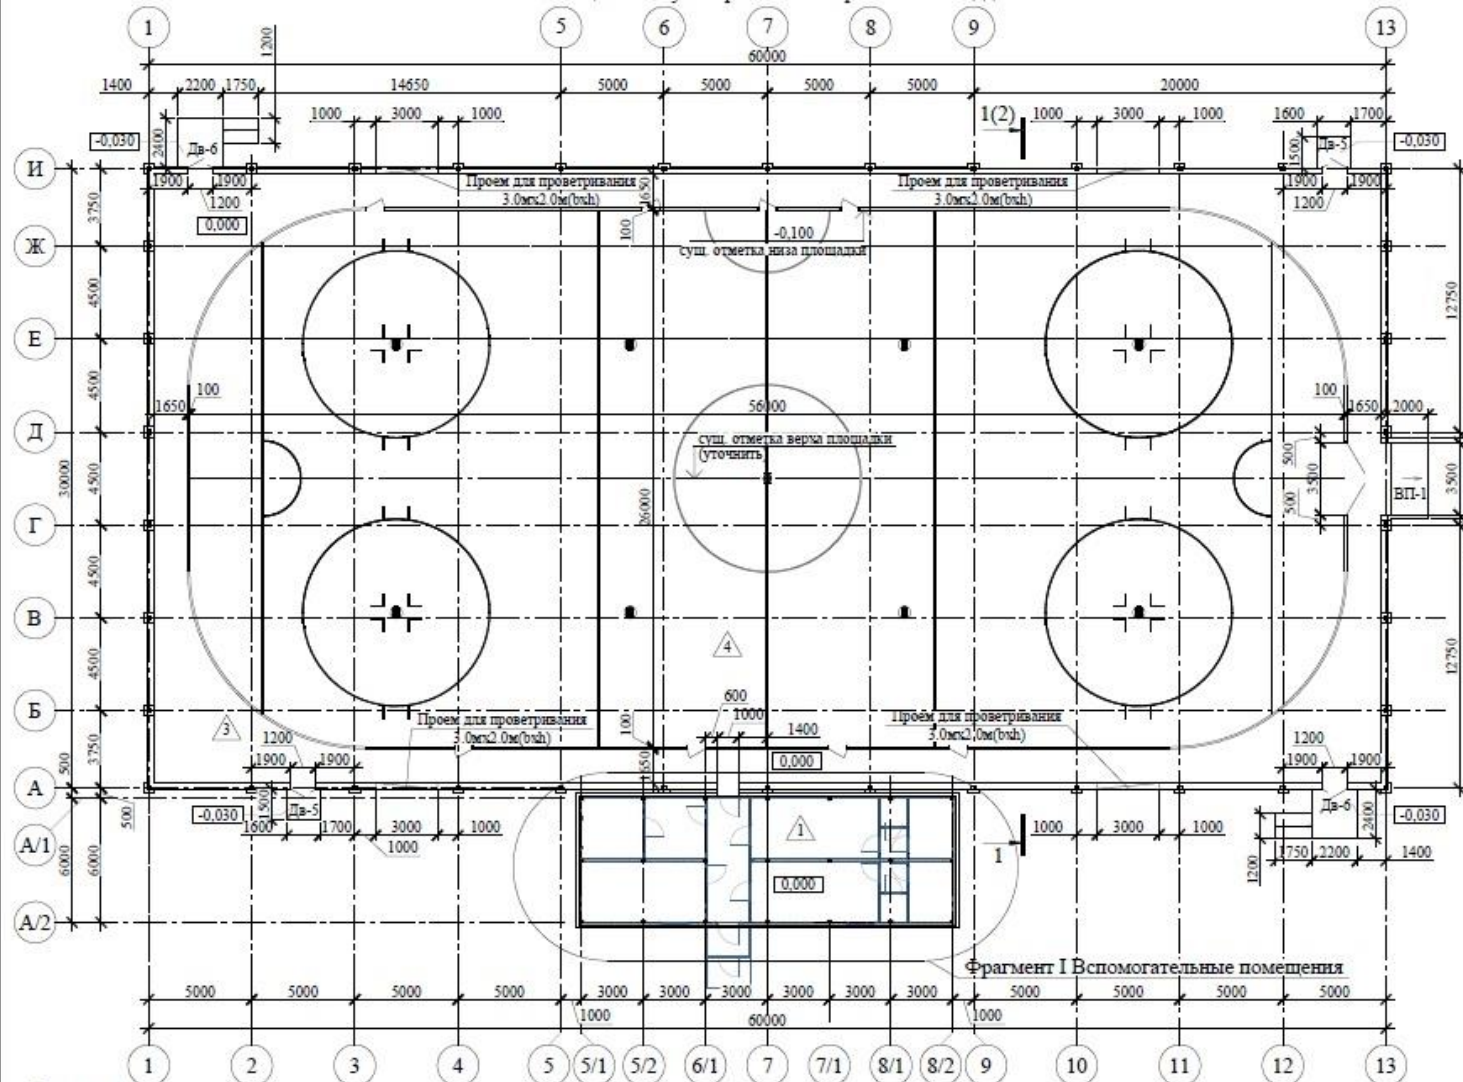 1 5 6 7 8 9 13
1200
60000
1400 2200 1750 14650 5000 5000 5000 5000 20000
1000 3000 1000 1(2) 1000 3000 1000 1600 1700
-0,030 2400 Дв-6 1500 Дв-5 -0,030
И
1900 1900 Проем для проветривания 1650 Проем для проветривания 1900 1900
1200 3.0мх2.0м(bxh) 3.0мх2.0м(bxh) 1200
3750 0,000 100 -0,100
Ж сущ. отметка низа площадки
4500 12750
Е
4500 100 100
1650 56000 1650 2000
Д сущ. отметка верха площадки
(уточнить)
30000 4500 26000 500 3500 500 ВП-1 3500
Г
4500
В
4 12750
4500 600
Б Проем для проветривания 1000 Проем для проветривания
3 3.0мх2.0м(bxh) 100 1400 3.0мх2.0м(bxh)
500 3750 1200 0,000 1200
1900 1900 1650 1900 1900
А
500 -0,030 1500 Дв-5 Дв-6 2400 -0,030
1600 1700 3000 1000 1 1000 3000 1000
А/1 1000 1
6000 6000 0,000 1200 1750 2200 1400
А/2
Фрагмент I Вспомогательные помещения
5000 5000 5000 5000 3000 3000 3000 3000 3000 3000 5000 5000 5000 5000
1000 60000 1000
1 2 3 4 5 5/1 5/2 6/1 7 7/1 8/1 8/2 9 10 11 12 13